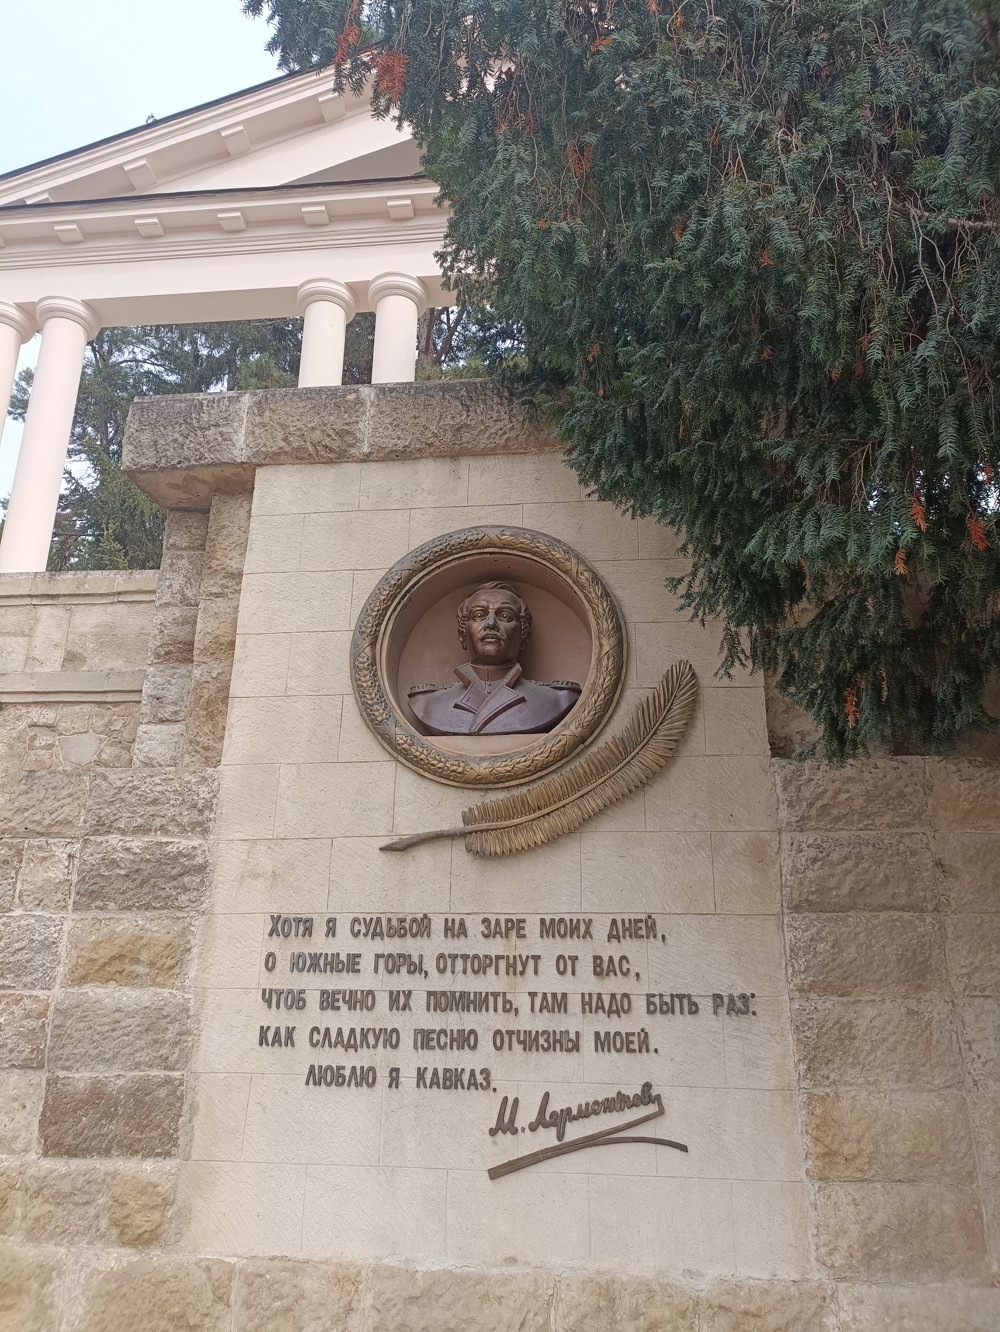 ХОТЯ Я СУДЬБОЙ НА ЗАРЕ МОИХ ДНЕЙ,
О ЮЖНЫЕ ГОРЫ, ОТТОРГНУТ ОТ ВАС,
ЧТОБ ВЕЧНО ИХ ПОМНИТЬ, ТАМ НАДО БЫТЬ РАЗ:
КАК СЛАДКУЮ ПЕСНЮ ОТЧИЗНЫ МОЕЙ.
ЛЮБЛЮ Я КАВКАЗ.
М. Лермонтов